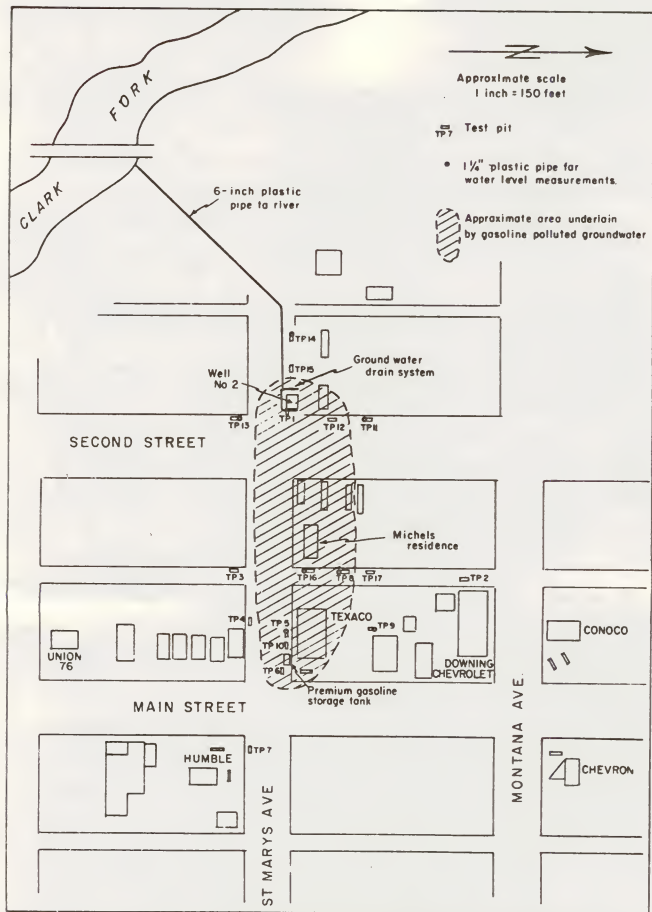 CLARK
FORK
N
Approximate scale
1 inch = 150 feet
TP7 Test pit
1¼" plastic pipe for
water level measurements.
Approximate area underlain
by gasoline polluted groundwater
6-inch plastic
pipe to river
TP14
TP15
Ground water
drain system
Well
No 2
TP13
TP1
TP12
TP11
SECOND STREET
Michels
residence
TP3
TP16
TP8
TP17
TP2
TP4
TP5
TEXACO
TP9
TP10
TP6
UNION
76
DOWNING
CHEVROLET
CONOCO
Premium gasoline
storage tank
MAIN STREET
HUMBLE
TP7
CHEVRON
ST MARYS AVE
MONTANA AVE.